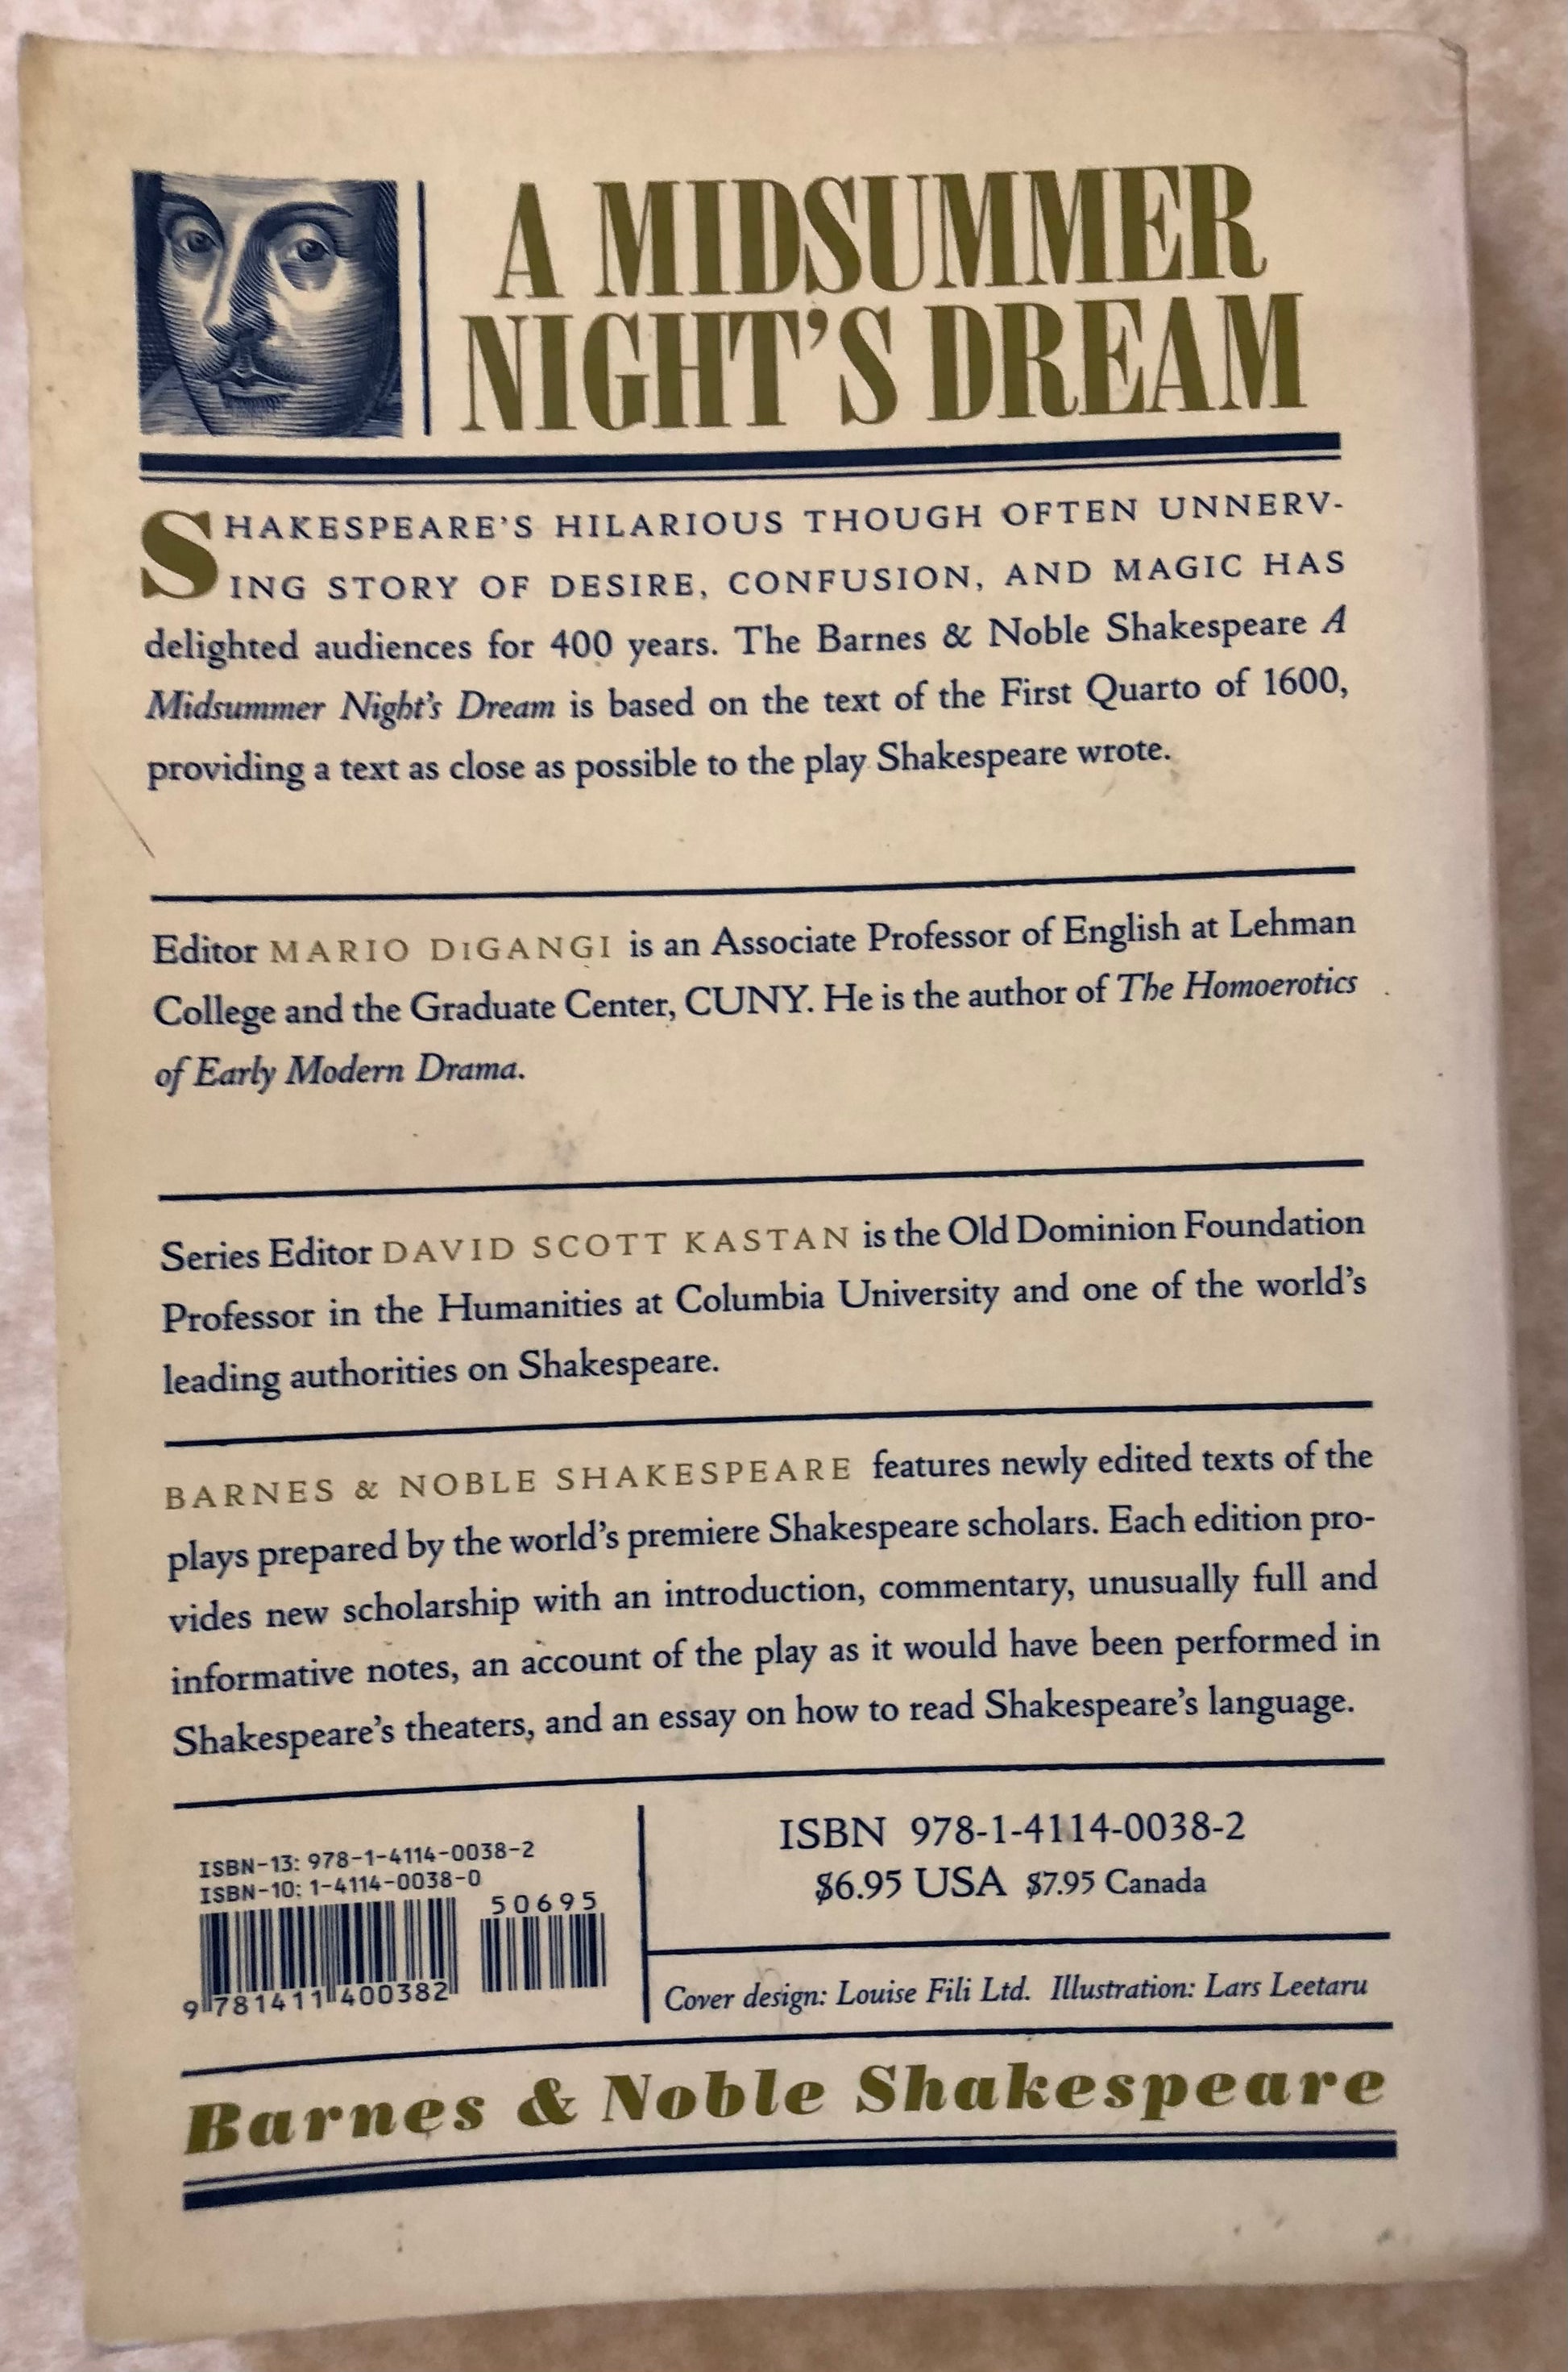 A MIDSUMMER
NIGHT'S DREAM
SHAKESPEARE'S HILARIOUS THOUGH OFTEN UNNERV-
ING STORY OF DESIRE, CONFUSION, AND MAGIC HAS
delighted audiences for 400 years. The Barnes & Noble Shakespeare A
Midsummer Night's Dream is based on the text of the First Quarto of 1600,
providing a text as close as possible to the play Shakespeare wrote.
Editor MARIO DiGANGI is an Associate Professor of English at Lehman
College and the Graduate Center, CUNY. He is the author of The Homoerotics
of Early Modern Drama.
Series Editor DAVID SCOTT KASTAN is the Old Dominion Foundation
Professor in the Humanities at Columbia University and one of the world's
leading authorities on Shakespeare.
BARNES & NOBLE SHAKESPEARE features newly edited texts of the
plays prepared by the world's premiere Shakespeare scholars. Each edition pro-
vides new scholarship with an introduction, commentary, unusually full and
informative notes, an account of the play as it would have been performed in
Shakespeare's theaters, and an essay on how to read Shakespeare's language.
ISBN-13: 978-1-4114-0038-2
ISBN-10: 1-4114-0038-0
50695
9 781411 400382
ISBN 978-1-4114-0038-2
$6.95 USA $7.95 Canada
Cover design: Louise Fili Ltd. Illustration: Lars Leetaru
Barnes & Noble Shakespeare